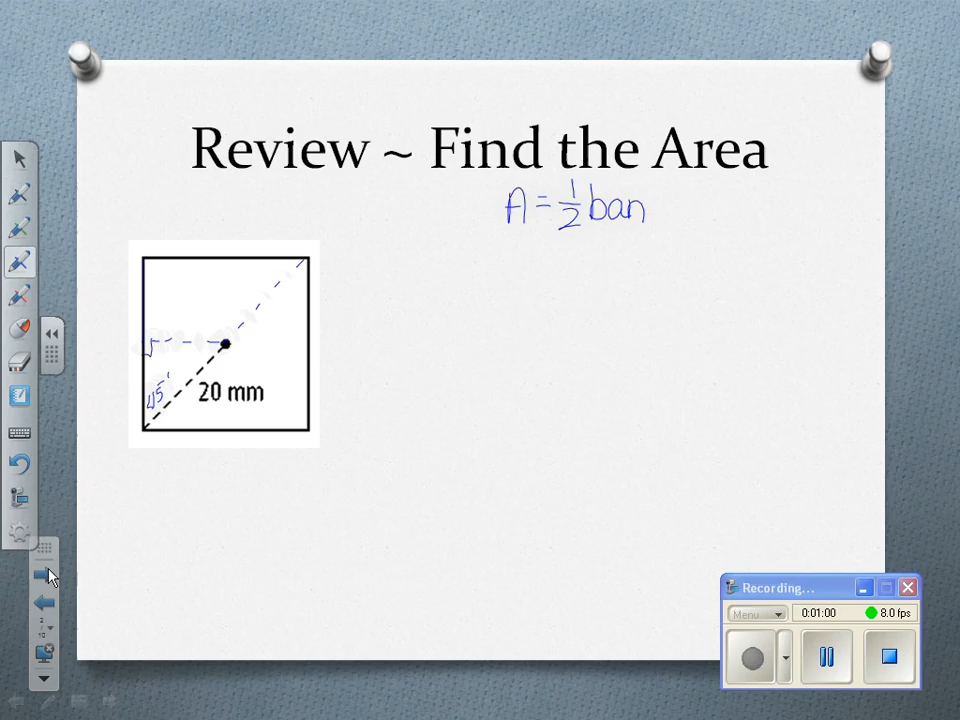 Review ~ Find the Area
A = 1/2 ban
45°
20 mm
Recording...
Menu
0:01:00
8.0 fps